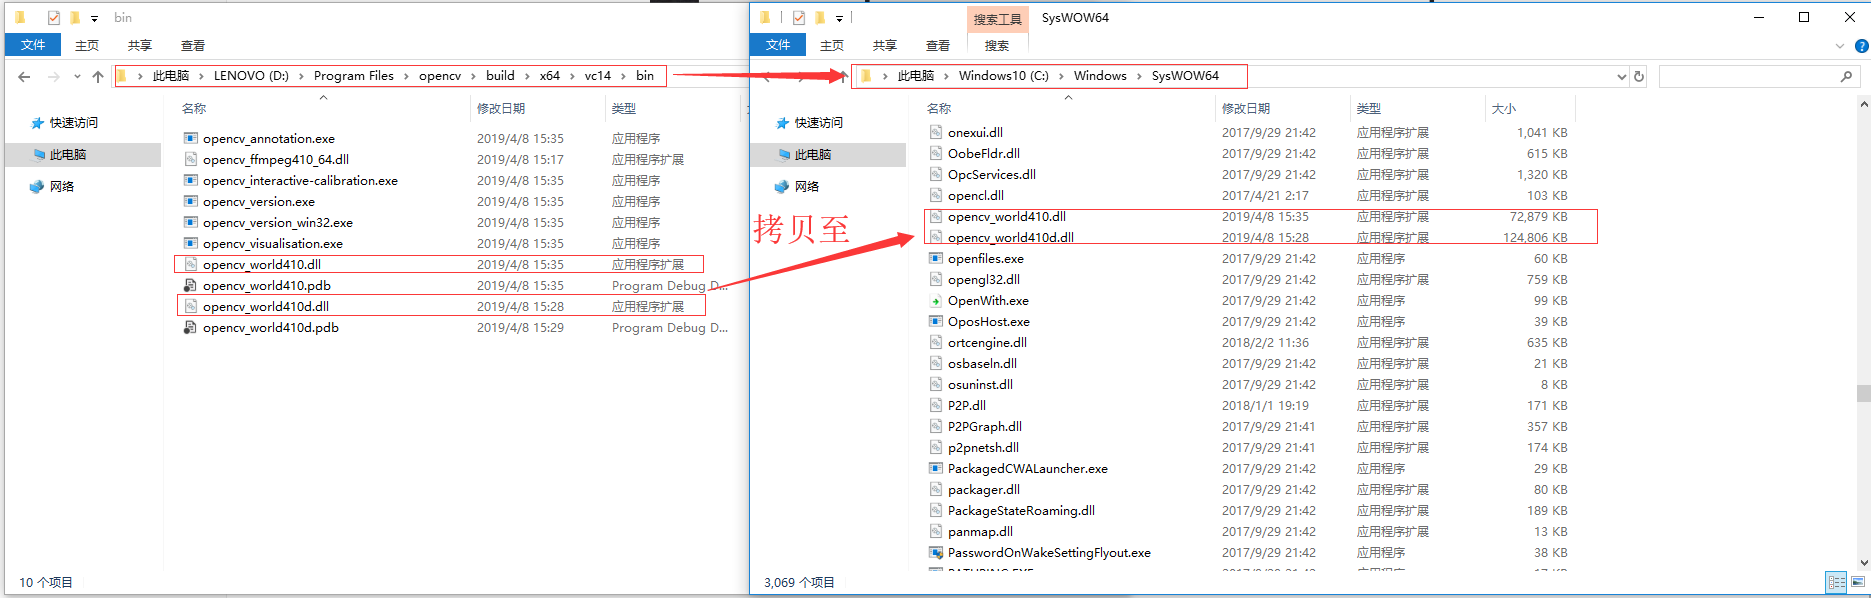 bin
文件 主页 共享 查看
此电脑 › LENOVO (D:) › Program Files › opencv › build › x64 › vc14 › bin
名称 修改日期 类型
快速访问
此电脑
网络
opencv_annotation.exe 2019/4/8 15:35 应用程序
opencv_ffmpeg410_64.dll 2019/4/8 15:17 应用程序扩展
opencv_interactive-calibration.exe 2019/4/8 15:35 应用程序
opencv_version.exe 2019/4/8 15:35 应用程序
opencv_version_win32.exe 2019/4/8 15:35 应用程序
opencv_visualisation.exe 2019/4/8 15:35 应用程序
opencv_world410.dll 2019/4/8 15:35 应用程序扩展
opencv_world410.pdb 2019/4/8 15:35 Program Debug D...
opencv_world410d.dll 2019/4/8 15:28 应用程序扩展
opencv_world410d.pdb 2019/4/8 15:29 Program Debug D...
10 个项目
拷贝至
搜索工具 SysWOW64
文件 主页 共享 查看 搜索
此电脑 › Windows10 (C:) › Windows › SysWOW64
名称 修改日期 类型 大小
快速访问
此电脑
网络
onexui.dll 2017/9/29 21:42 应用程序扩展 1,041 KB
OobeFldr.dll 2017/9/29 21:42 应用程序扩展 615 KB
OpcServices.dll 2017/9/29 21:42 应用程序扩展 1,320 KB
opencl.dll 2017/4/21 2:17 应用程序扩展 103 KB
opencv_world410.dll 2019/4/8 15:35 应用程序扩展 72,879 KB
opencv_world410d.dll 2019/4/8 15:28 应用程序扩展 124,806 KB
openfiles.exe 2017/9/29 21:42 应用程序 60 KB
opengl32.dll 2017/9/29 21:42 应用程序扩展 759 KB
OpenWith.exe 2017/9/29 21:42 应用程序 99 KB
OposHost.exe 2017/9/29 21:42 应用程序 39 KB
ortcengine.dll 2018/2/2 11:36 应用程序扩展 635 KB
osbaseln.dll 2017/9/29 21:42 应用程序扩展 21 KB
osuninst.dll 2017/9/29 21:42 应用程序扩展 8 KB
P2P.dll 2018/1/1 19:19 应用程序扩展 171 KB
P2PGraph.dll 2017/9/29 21:41 应用程序扩展 357 KB
p2pnetsh.dll 2017/9/29 21:41 应用程序扩展 174 KB
PackagedCWALauncher.exe 2017/9/29 21:42 应用程序 29 KB
packager.dll 2017/9/29 21:42 应用程序扩展 80 KB
PackageStateRoaming.dll 2017/9/29 21:42 应用程序扩展 189 KB
panmap.dll 2017/9/29 21:42 应用程序扩展 13 KB
PasswordOnWakeSettingFlyout.exe 2017/9/29 21:42 应用程序 38 KB
3,069 个项目